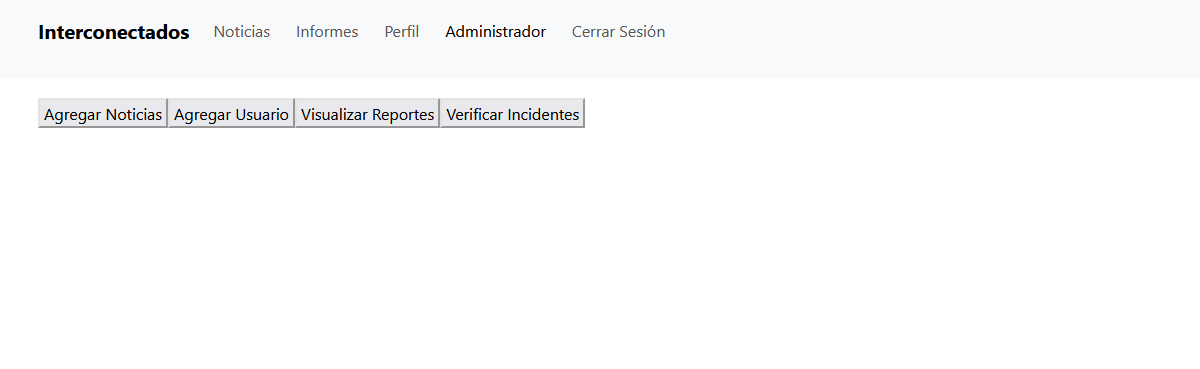 Interconectados Noticias Informes Perfil Administrador Cerrar Sesión
Agregar Noticias Agregar Usuario Visualizar Reportes Verificar Incidentes